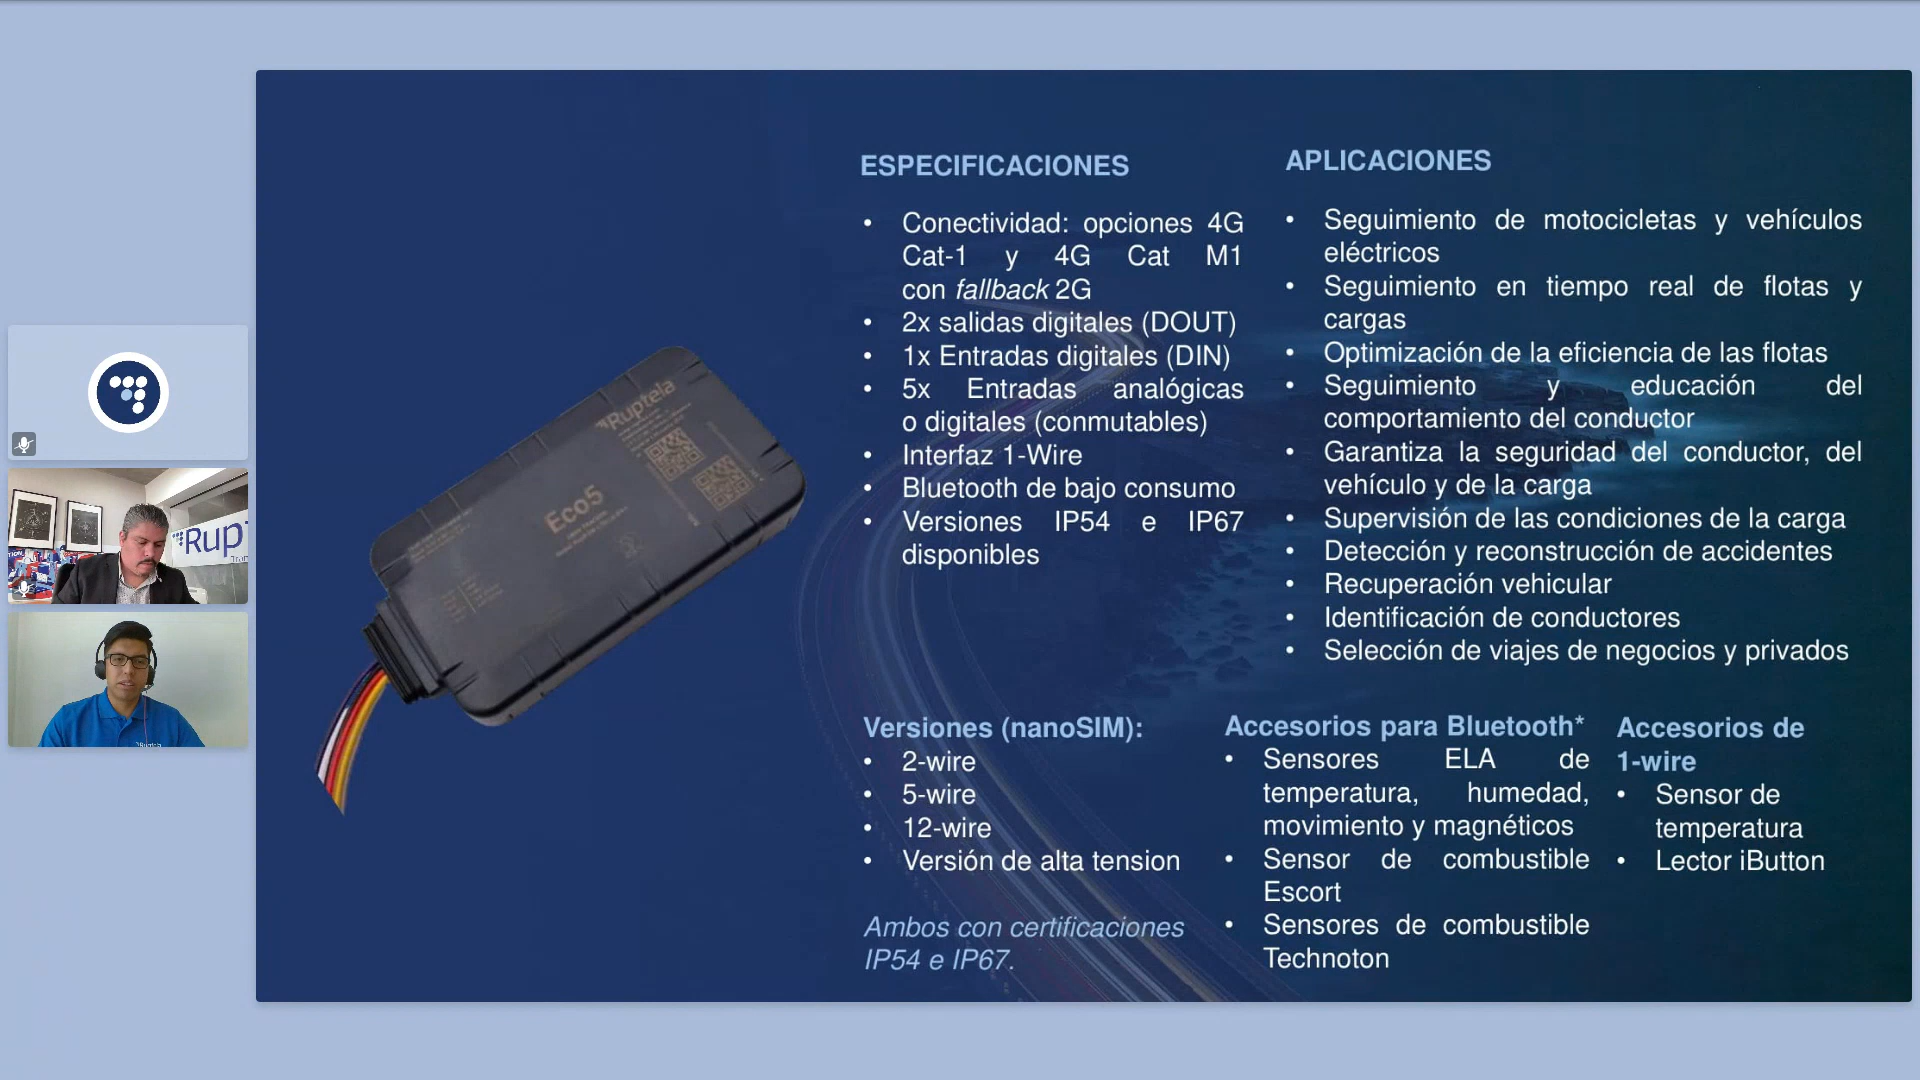 ESPECIFICACIONES
• Conectividad: opciones 4G
Cat-1 y 4G Cat M1
con fallback 2G
• 2x salidas digitales (DOUT)
• 1x Entradas digitales (DIN)
• 5x Entradas analógicas
o digitales (conmutables)
• Interfaz 1-Wire
• Bluetooth de bajo consumo
• Versiones IP54 e IP67
disponibles
APLICACIONES
• Seguimiento de motocicletas y vehículos
eléctricos
• Seguimiento en tiempo real de flotas y
cargas
• Optimización de la eficiencia de las flotas
• Seguimiento y educación del
comportamiento del conductor
• Garantiza la seguridad del conductor, del
vehículo y de la carga
• Supervisión de las condiciones de la carga
• Detección y reconstrucción de accidentes
• Recuperación vehicular
• Identificación de conductores
• Selección de viajes de negocios y privados
Versiones (nanoSIM):
• 2-wire
• 5-wire
• 12-wire
• Versión de alta tension
Ambos con certificaciones
IP54 e IP67.
Accesorios para Bluetooth*
• Sensores ELA de
temperatura, humedad,
movimiento y magnéticos
• Sensor de combustible
Escort
• Sensores de combustible
Technoton
Accesorios de
1-wire
• Sensor de
temperatura
• Lector iButton
Ruptela
Eco5
Rup
Ruptela